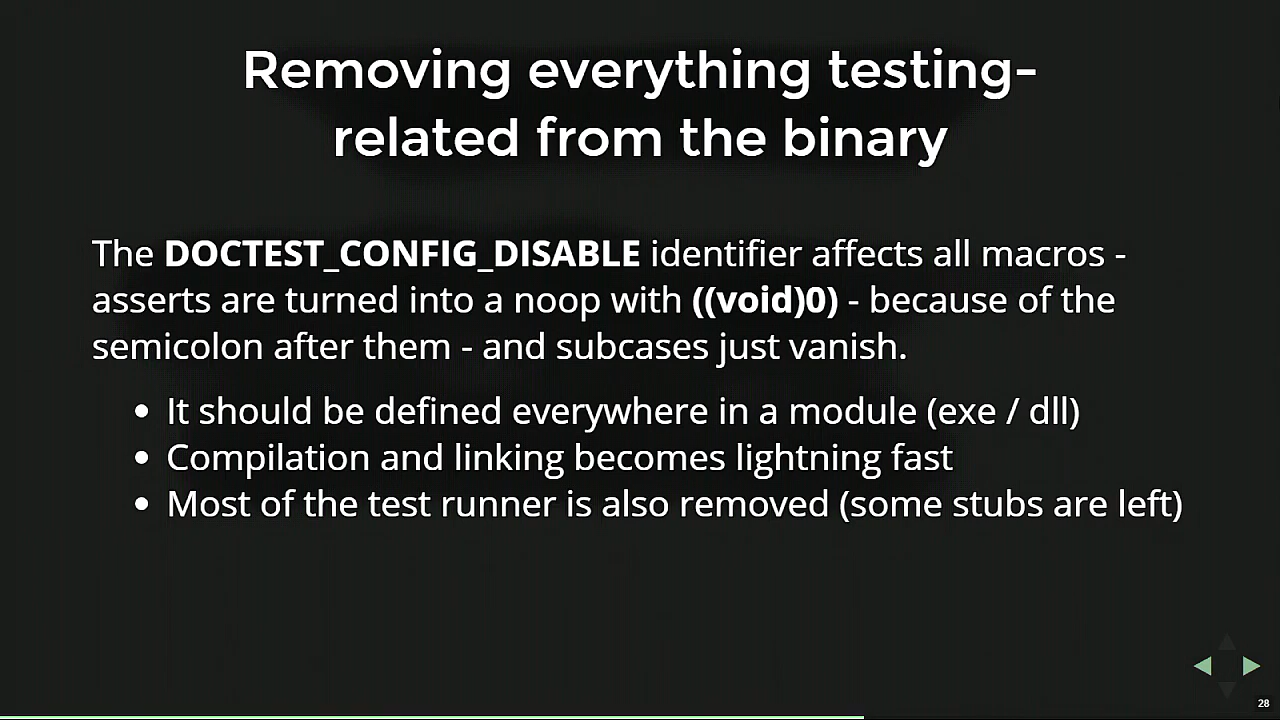 Removing everything testing-
related from the binary
The DOCTEST_CONFIG_DISABLE identifier affects all macros -
asserts are turned into a noop with ((void)0) - because of the
semicolon after them - and subcases just vanish.
• It should be defined everywhere in a module (exe / dll)
• Compilation and linking becomes lightning fast
• Most of the test runner is also removed (some stubs are left)
28